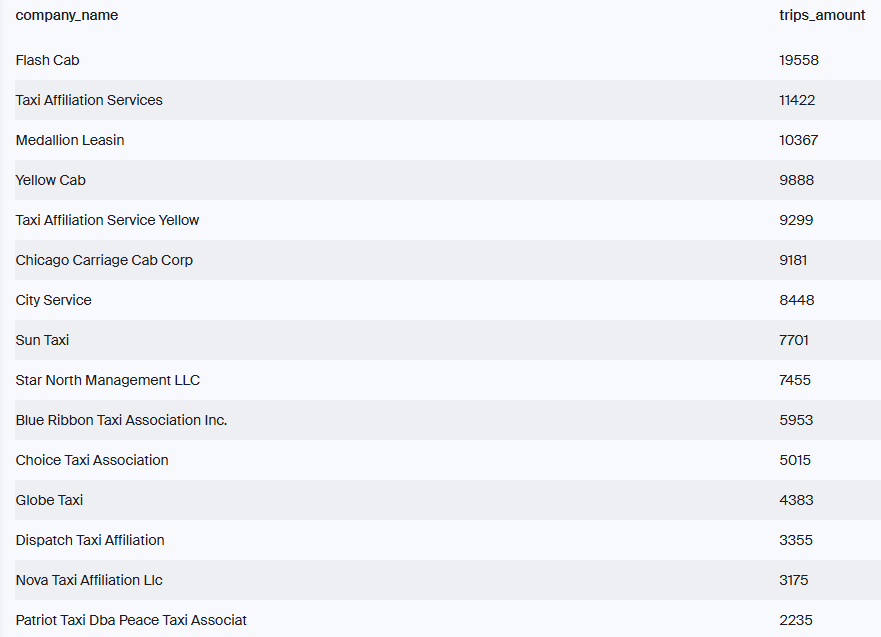 company_name trips_amount
Flash Cab 19558
Taxi Affiliation Services 11422
Medallion Leasin 10367
Yellow Cab 9888
Taxi Affiliation Service Yellow 9299
Chicago Carriage Cab Corp 9181
City Service 8448
Sun Taxi 7701
Star North Management LLC 7455
Blue Ribbon Taxi Association Inc. 5953
Choice Taxi Association 5015
Globe Taxi 4383
Dispatch Taxi Affiliation 3355
Nova Taxi Affiliation Llc 3175
Patriot Taxi Dba Peace Taxi Associat 2235